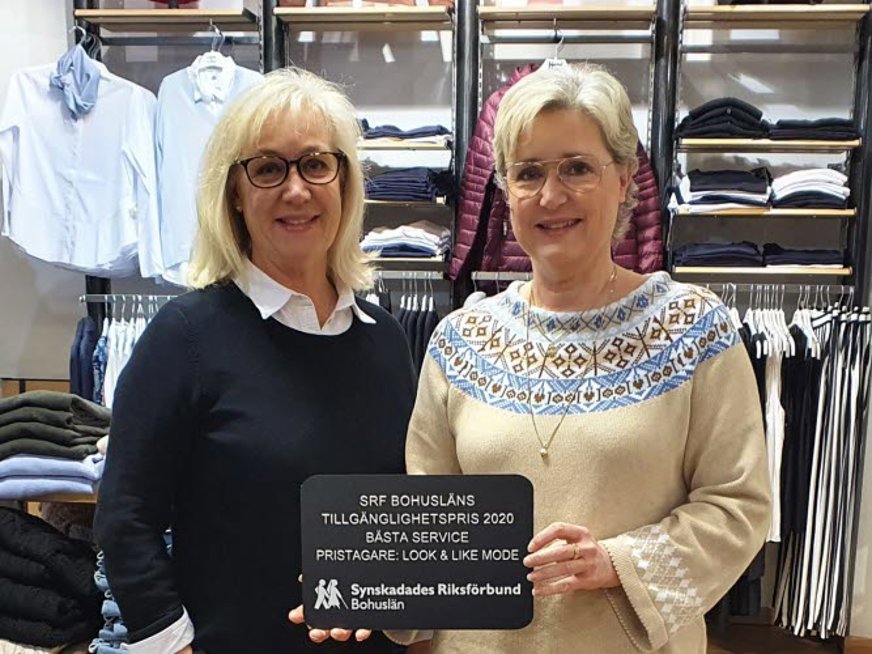 SRF BOHUSLÄNS
TILLGÄNGLIGHETSPRIS 2020
BÄSTA SERVICE
PRISTAGARE: LOOK & LIKE MODE
Synskadades Riksförbund
Bohuslän